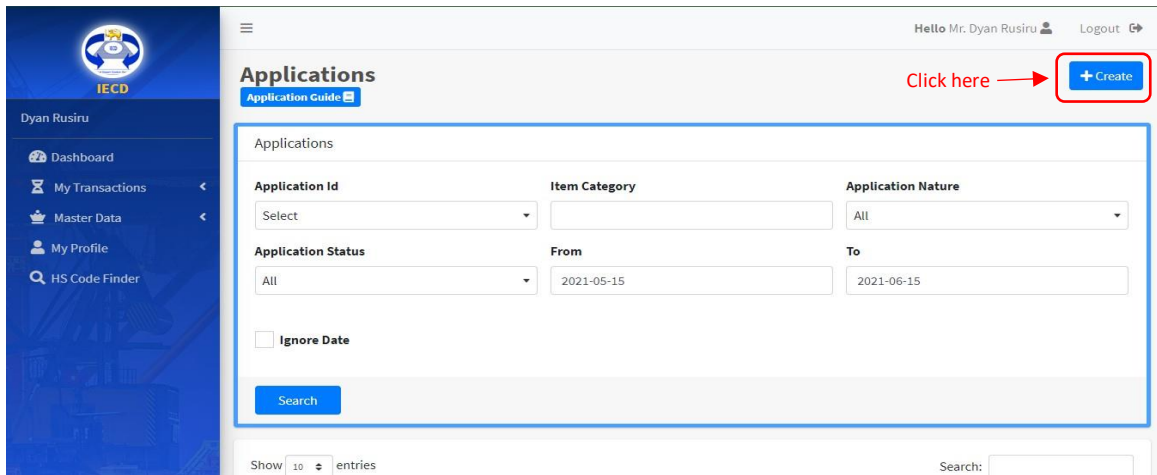 Hello Mr. Dyan Rusiru
Logout
IECD
Dyan Rusiru
Dashboard
My Transactions
Master Data
My Profile
HS Code Finder
Applications
Application Guide
Click here
+ Create
Applications
Application Id
Item Category
Application Nature
Select
All
Application Status
From
To
All
2021-05-15
2021-06-15
Ignore Date
Search
Show 10 entries
Search: